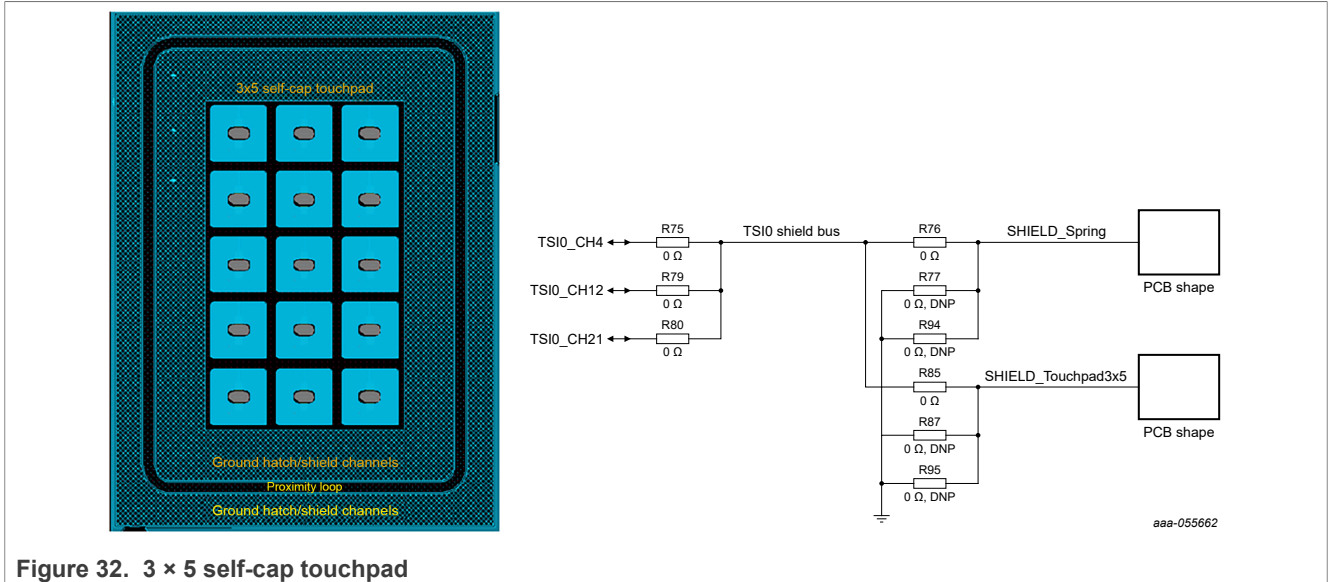 3x5 self-cap touchpad
Ground hatch/shield channels
Proximity loop
Ground hatch/shield channels
TSI0_CH4
R75
0 Ω
TSI0 shield bus
R76
0 Ω
SHIELD_Spring
PCB shape
TSI0_CH12
R79
0 Ω
R77
0 Ω, DNP
TSI0_CH21
R80
0 Ω
R94
0 Ω, DNP
R85
0 Ω
SHIELD_Touchpad3x5
PCB shape
R87
0 Ω, DNP
R95
0 Ω, DNP
aaa-055662
Figure 32. 3 × 5 self-cap touchpad